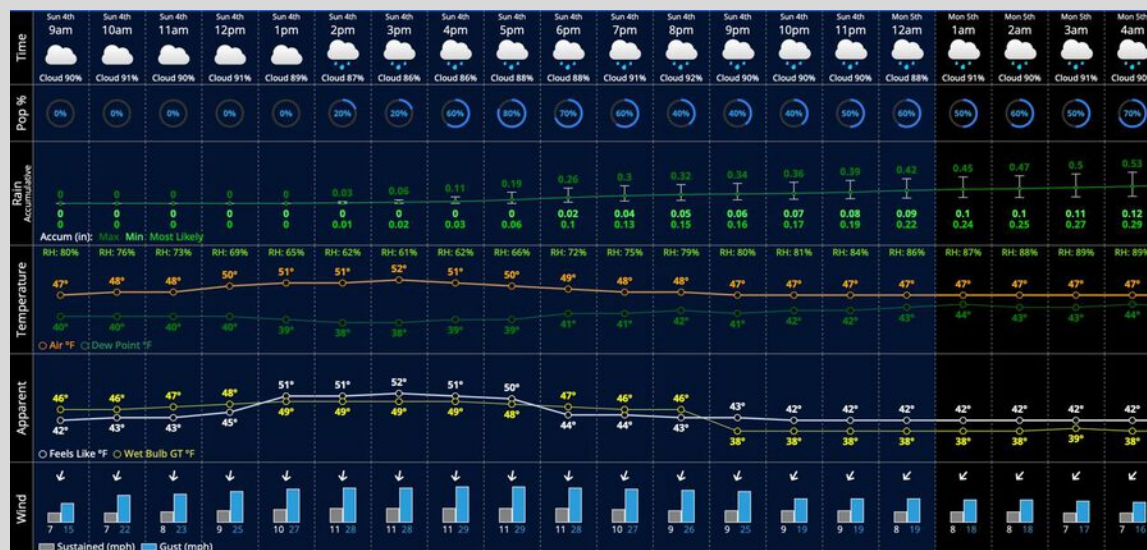 Time
Sun 4th Sun 4th Sun 4th Sun 4th Sun 4th Sun 4th Sun 4th Sun 4th Sun 4th Sun 4th Sun 4th Sun 4th Sun 4th Sun 4th Sun 4th Mon 5th Mon 5th Mon 5th Mon 5th Mon 5th
9am 10am 11am 12pm 1pm 2pm 3pm 4pm 5pm 6pm 7pm 8pm 9pm 10pm 11pm 12am 1am 2am 3am 4am
Cloud 90% Cloud 91% Cloud 90% Cloud 91% Cloud 89% Cloud 87% Cloud 86% Cloud 86% Cloud 88% Cloud 88% Cloud 91% Cloud 92% Cloud 90% Cloud 90% Cloud 90% Cloud 88% Cloud 91% Cloud 90% Cloud 91% Cloud 90
Pop %
0% 0% 0% 0% 0% 20% 20% 60% 80% 70% 60% 40% 40% 40% 50% 60% 50% 60% 50% 70%
Rain
Accumulative
0 0 0 0 0 0.03 0.06 0.11 0.19 0.26 0.3 0.32 0.34 0.36 0.39 0.42 0.45 0.47 0.5 0.53
0 0 0 0 0 0 0 0 0 0.02 0.04 0.05 0.06 0.07 0.08 0.09 0.1 0.1 0.11 0.12
0 0 0 0 0 0.01 0.02 0.03 0.06 0.1 0.13 0.15 0.16 0.17 0.19 0.22 0.24 0.25 0.27 0.29
Accum (in): Max Min Most Likely
Temperature
RH: 80% RH: 76% RH: 73% RH: 69% RH: 65% RH: 62% RH: 61% RH: 62% RH: 66% RH: 72% RH: 75% RH: 79% RH: 80% RH: 81% RH: 84% RH: 86% RH: 87% RH: 88% RH: 89% RH: 89%
47° 48° 48° 50° 51° 51° 52° 51° 50° 49° 48° 48° 47° 47° 47° 47° 47° 47° 47° 47°
40° 40° 40° 40° 39° 38° 38° 39° 39° 41° 41° 42° 41° 42° 42° 43° 44° 43° 43° 44°
Air °F Dew Point °F
Apparent
46° 46° 47° 48° 51° 51° 52° 51° 50° 47° 46° 46° 43° 42° 42° 42° 42° 42° 42° 42°
42° 43° 43° 45° 49° 49° 49° 49° 48° 44° 44° 43° 38° 38° 38° 38° 38° 38° 39° 38°
Feels Like °F Wet Bulb GT °F
Wind
7 15 7 22 8 23 9 25 10 27 11 28 11 28 11 29 11 29 11 28 10 27 9 26 9 25 9 19 9 19 8 19 8 18 8 18 7 17 7 16
Sustained (mph) Gust (mph)